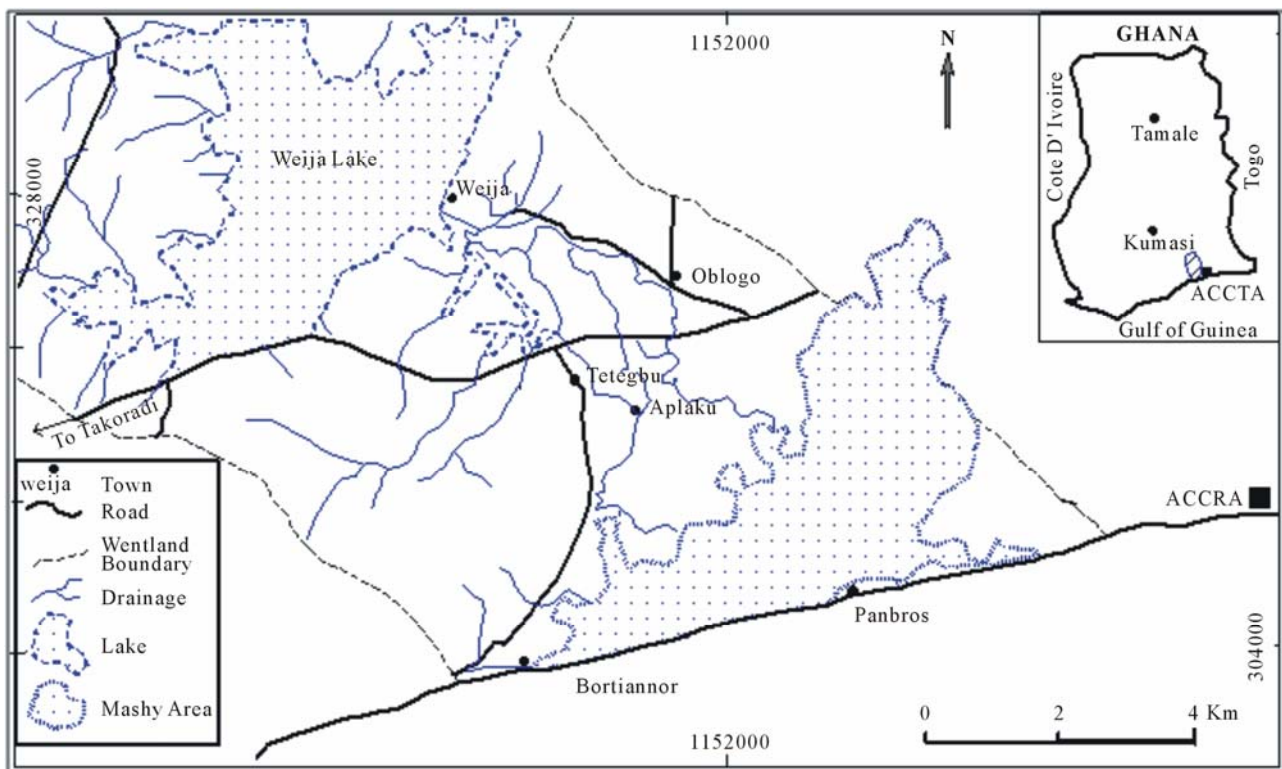 1152000
N
GHANA
Cote D' Ivoire
Tamale
Togo
Kumasi
ACCTA
Gulf of Guinea
328000
Weija Lake
Weija
Oblogo
Tetegbu
Aplaku
To Takoradi
ACCRA
Panbros
Bortiannor
304000
weija Town
Road
Wentland
Boundary
Drainage
Lake
Mashy Area
1152000
0 2 4 Km